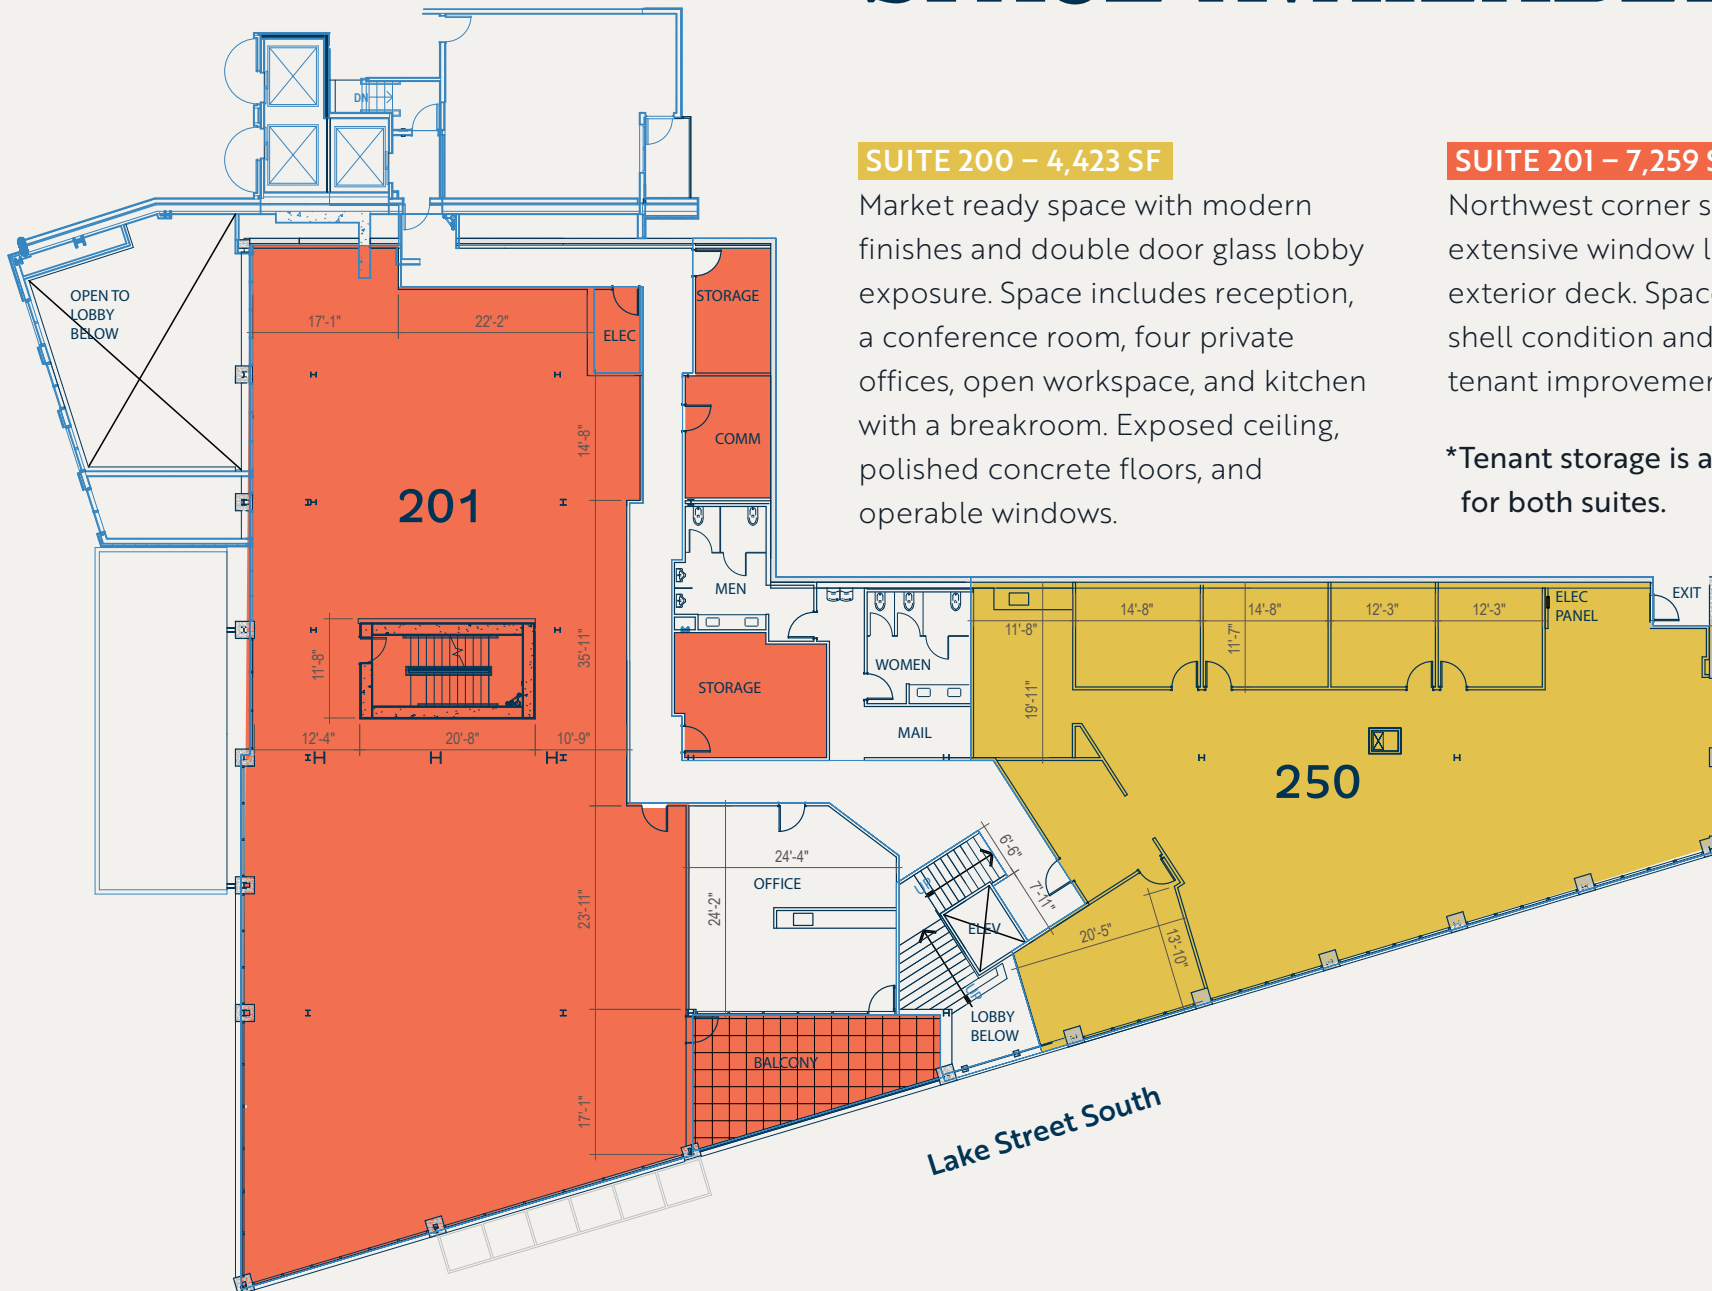 SUITE 200 – 4,423 SF
Market ready space with modern
finishes and double door glass lobby
exposure. Space includes reception,
a conference room, four private
offices, open workspace, and kitchen
with a breakroom. Exposed ceiling,
polished concrete floors, and
operable windows.
SUITE 201 – 7,259
Northwest corner
extensive window
exterior deck.
shell condition and
tenant
*Tenant storage is
for both suites.
DN
OPEN TO
LOBBY
BELOW
17'-1"
22'-2"
ELEC
STORAGE
COMM
14'-8"
201
MEN
35'-11"
11'-8"
STORAGE
12'-4"
20'-8"
10'-9"
WOMEN
MAIL
11'-8"
14'-8"
14'-8"
12'-3"
12'-3"
ELEC
PANEL
EXIT
11'-7"
19'-11"
250
24'-4"
OFFICE
24'-2"
23'-11"
6'-6"
7'-11"
UP
ELEV
20'-5"
13'-10"
UP
LOBBY
BELOW
BALCONY
17'-1"
Lake Street South